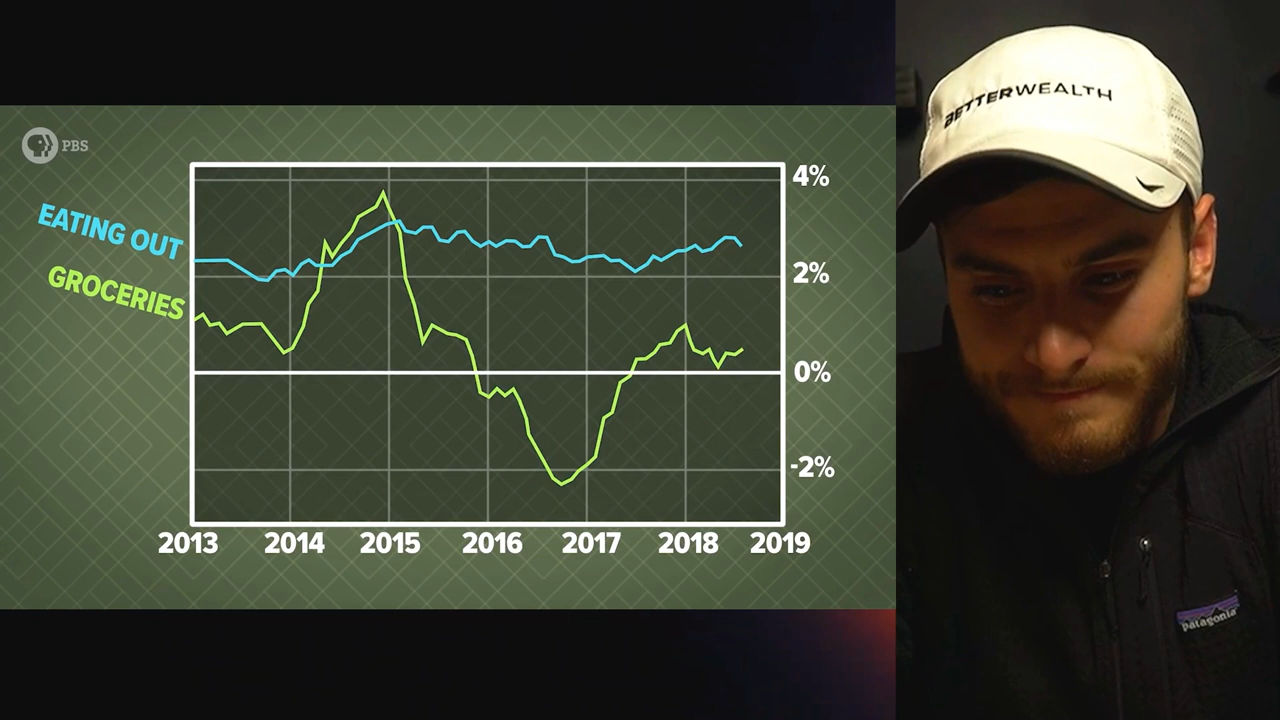 PBS
EATING OUT
GROCERIES
4%
2%
0%
-2%
2013 2014 2015 2016 2017 2018 2019
BETTERWEALTH
patagonia